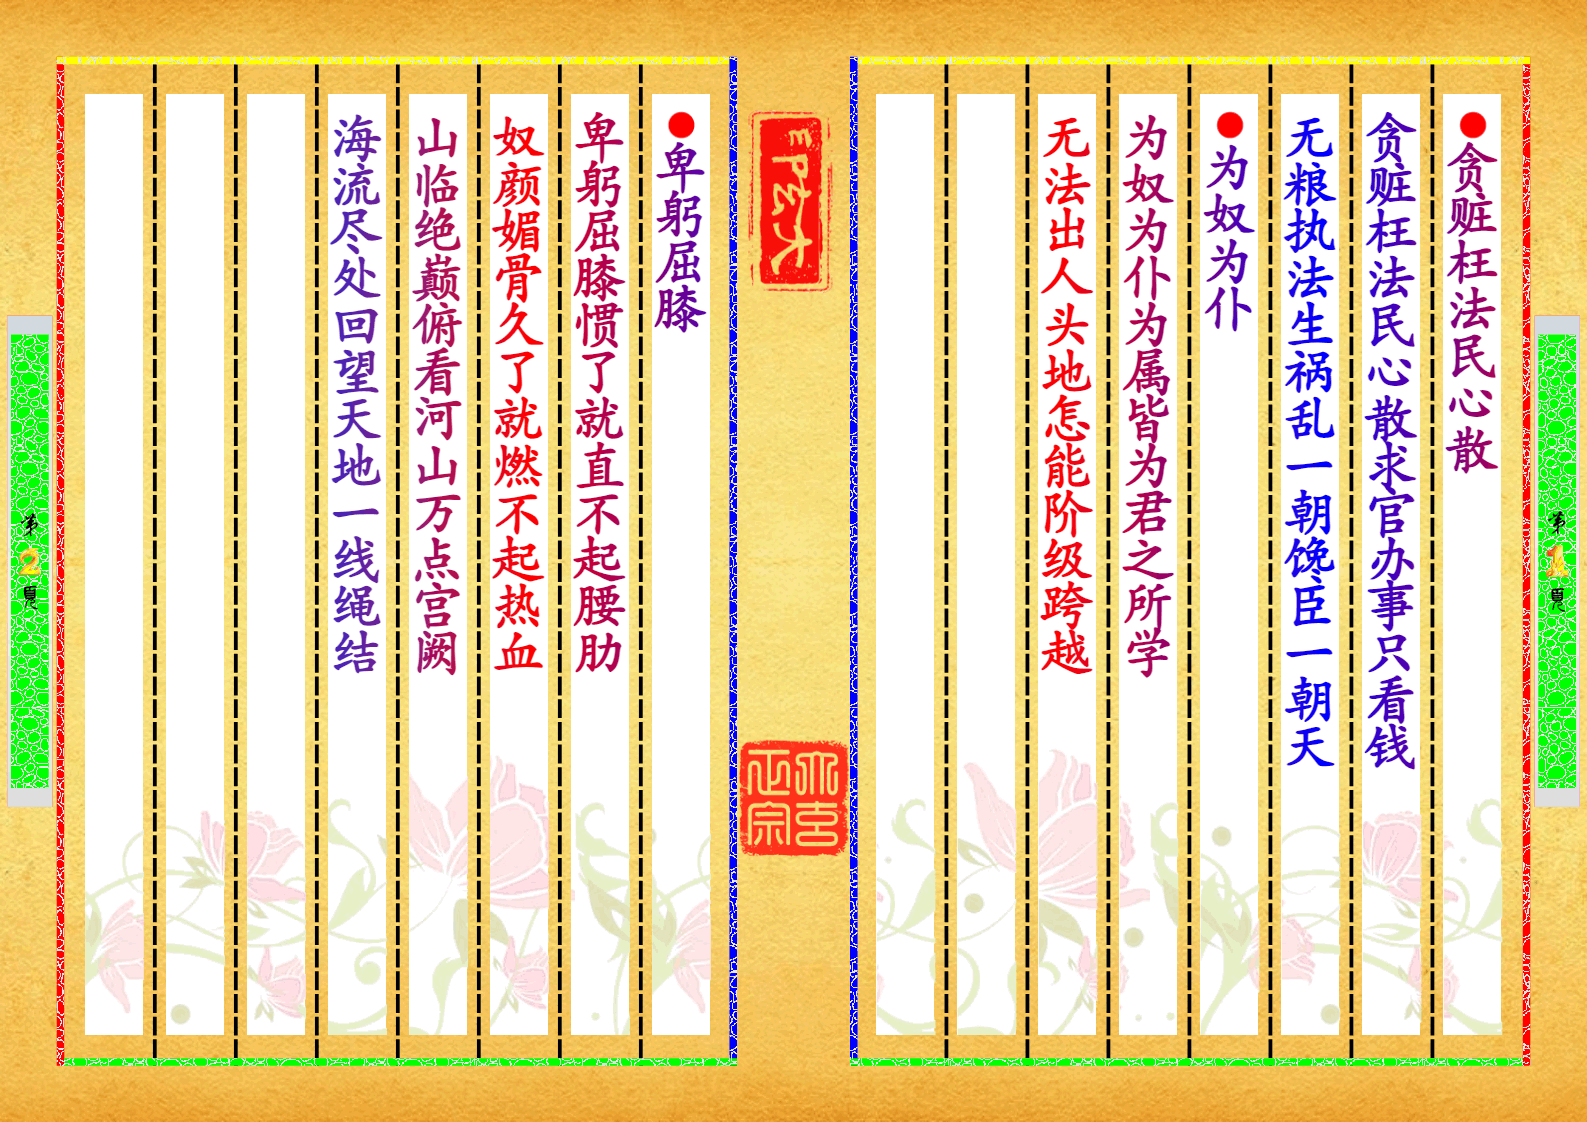 ●贪赃枉法民心散
贪赃枉法民心散求官办事只看钱
无粮执法生祸乱一朝馋臣一朝天
●为奴为仆
为奴为仆为属皆为君之所学
无法出人头地怎能阶级跨越
第1頁
●卑躬屈膝
卑躬屈膝惯了就直不起腰肋
奴颜媚骨久了就燃不起热血
山临绝巅俯看河山万点宫阙
海流尽处回望天地一线绳结
第2頁
正宗